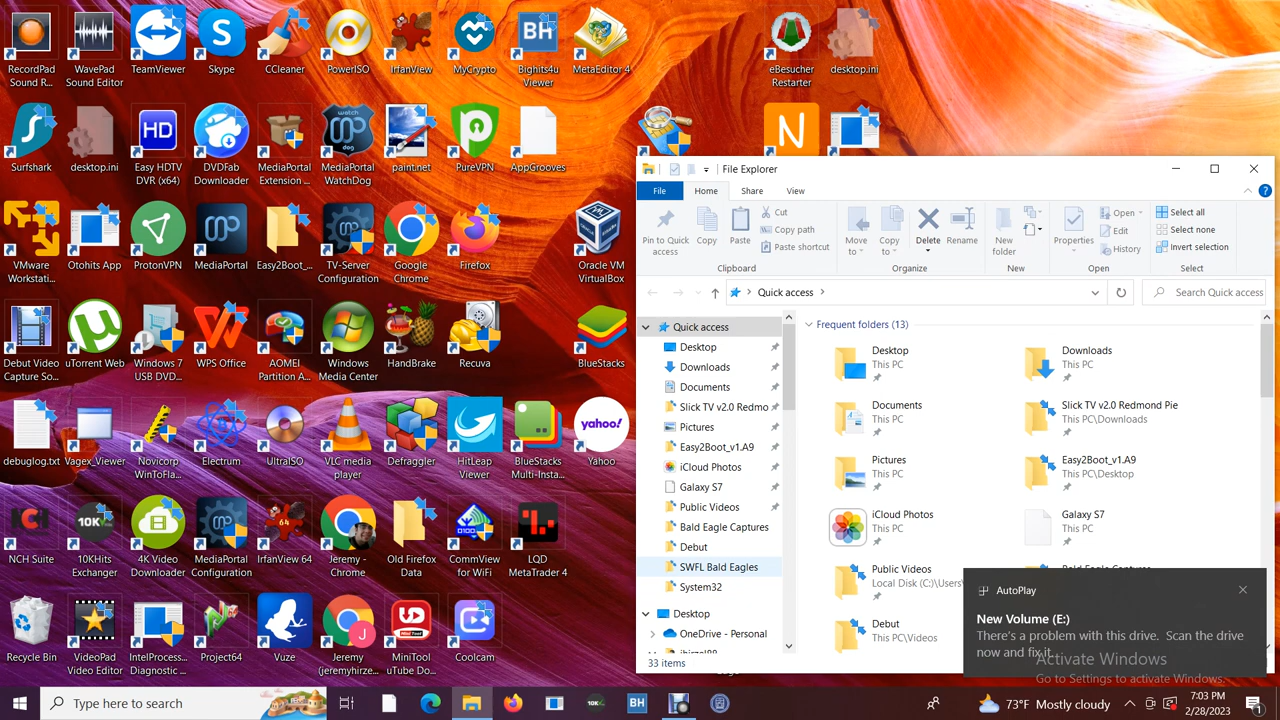 RecordPad
Sound R...
WavePad
Sound Editor
TeamViewer
Skype
CCleaner
PowerISO
IrfanView
MyCrypto
BH
Bighits4u
Viewer
MetaEditor 4
eBesucher
Restarter
desktop.ini
Surfshark
desktop.ini
HD
Easy HDTV
DVR (x64)
DVDFab
Downloader
MediaPortal
Extension ...
watch
dog
MediaPortal
WatchDog
paint.net
PureVPN
AppGrooves
N
VMware
Workstati...
Otohits App
ProtonVPN
MediaPortal
Easy2Boot_...
TV-Server
Configuration
Google
Chrome
Firefox
Oracle VM
VirtualBox
Debut Video
Capture So...
uTorrent Web
Windows 7
USB DVD...
WPS Office
AOMEI
Partition A...
Windows
Media Center
HandBrake
Recuva
BlueStacks
debuglog.txt
Vagex_Viewer
Novicorp
WinToFla...
Electrum
UltraISO
VLC media
player
Defraggler
HitLeap
Viewer
BlueStacks
Multi-Insta...
yahoo!
Yahoo
NCH Suite
10K
10KHits
Exchanger
4K Video
Downloader
MediaPortal
Configuration
64
IrfanView 64
Jeremy -
Chrome
Old Firefox
Data
0100
CommView
for WiFi
LQD
MetaTrader 4
Recycle Bin
VideoPad
Video Editor
IntelProcess...
Diagnostic ...
Project64
Vuze
J
Jeremy
(jeremyhirze...
UD
MiniTool
MiniTool
uTube Do...
Coolcam
File Explorer
File
Home
Share
View
Pin to Quick
access
Copy
Paste
Cut
Copy path
Paste shortcut
Clipboard
Move
to
Copy
to
Delete
Rename
Organize
New
folder
New
Properties
Open
Edit
History
Open
Select all
Select none
Invert selection
Select
Quick access
Search Quick access
Quick access
Desktop
Downloads
Documents
Slick TV v2.0 Redmo
Pictures
Easy2Boot_v1.A9
iCloud Photos
Galaxy S7
Public Videos
Bald Eagle Captures
Debut
SWFL Bald Eagles
System32
Desktop
OneDrive - Personal
33 items
Frequent folders (13)
Desktop
This PC
Downloads
This PC
Documents
This PC
Slick TV v2.0 Redmond Pie
This PC\Downloads
Pictures
This PC
Easy2Boot_v1.A9
This PC\Desktop
iCloud Photos
This PC
Galaxy S7
This PC
Public Videos
Local Disk (C:)\Users\
Bald Eagle Captures
Debut
This PC\Videos
AutoPlay
New Volume (E:)
There's a problem with this drive. Scan the drive
now and fix it.
Activate Windows
Go to Settings to activate Windows.
Type here to search
10K
BH
73°F Mostly cloudy
7:03 PM
2/28/2023
1